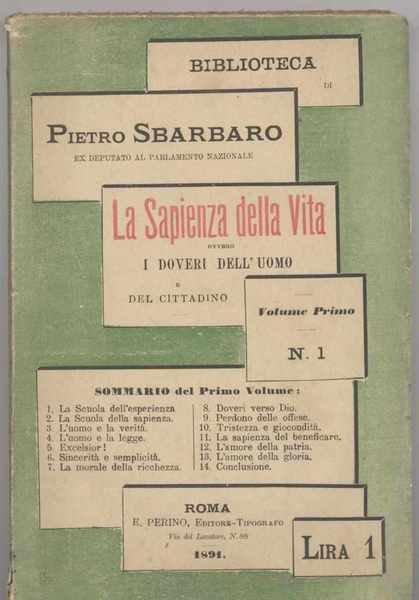 BIBLIOTECA
DI
PIETRO SBARBARO
EX DEPUTATO AL PARLAMENTO NAZIONALE
La Sapienza della Vita
OVVERO
I DOVERI DELL'UOMO
E
DEL CITTADINO
Volume Primo
N. 1
SOMMARIO del Primo Volume:
1. La Scuola dell'esperienza
2. La Scuola della sapienza.
3. L'uomo e la verità.
4. L'uomo e la legge.
5. Excelsior!
6. Sincerità e semplicità.
7. La morale della ricchezza.
8. Doveri verso Dio.
9. Perdono delle offese.
10. Tristezza e giocondità.
11. La sapienza del beneficare.
12. L'amore della patria.
13. L'amore della gloria.
14. Conclusione.
ROMA
E. PERINO, EDITORE-TIPOGRAFO
Via del Lavatore, N. 88
1891.
LIRA 1